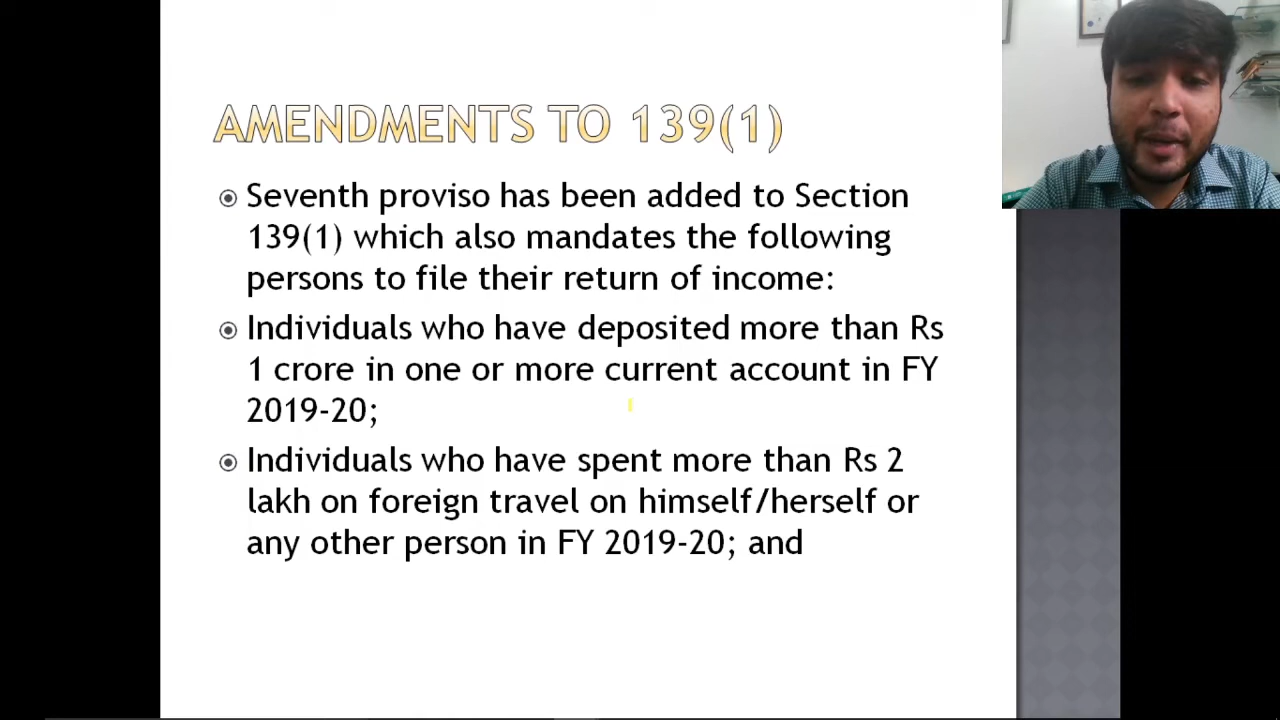 AMENDMENTS TO 139(1)
Seventh proviso has been added to Section
139(1) which also mandates the following
persons to file their return of income:
Individuals who have deposited more than Rs
1 crore in one or more current account in FY
2019-20;
Individuals who have spent more than Rs 2
lakh on foreign travel on himself/herself or
any other person in FY 2019-20; and